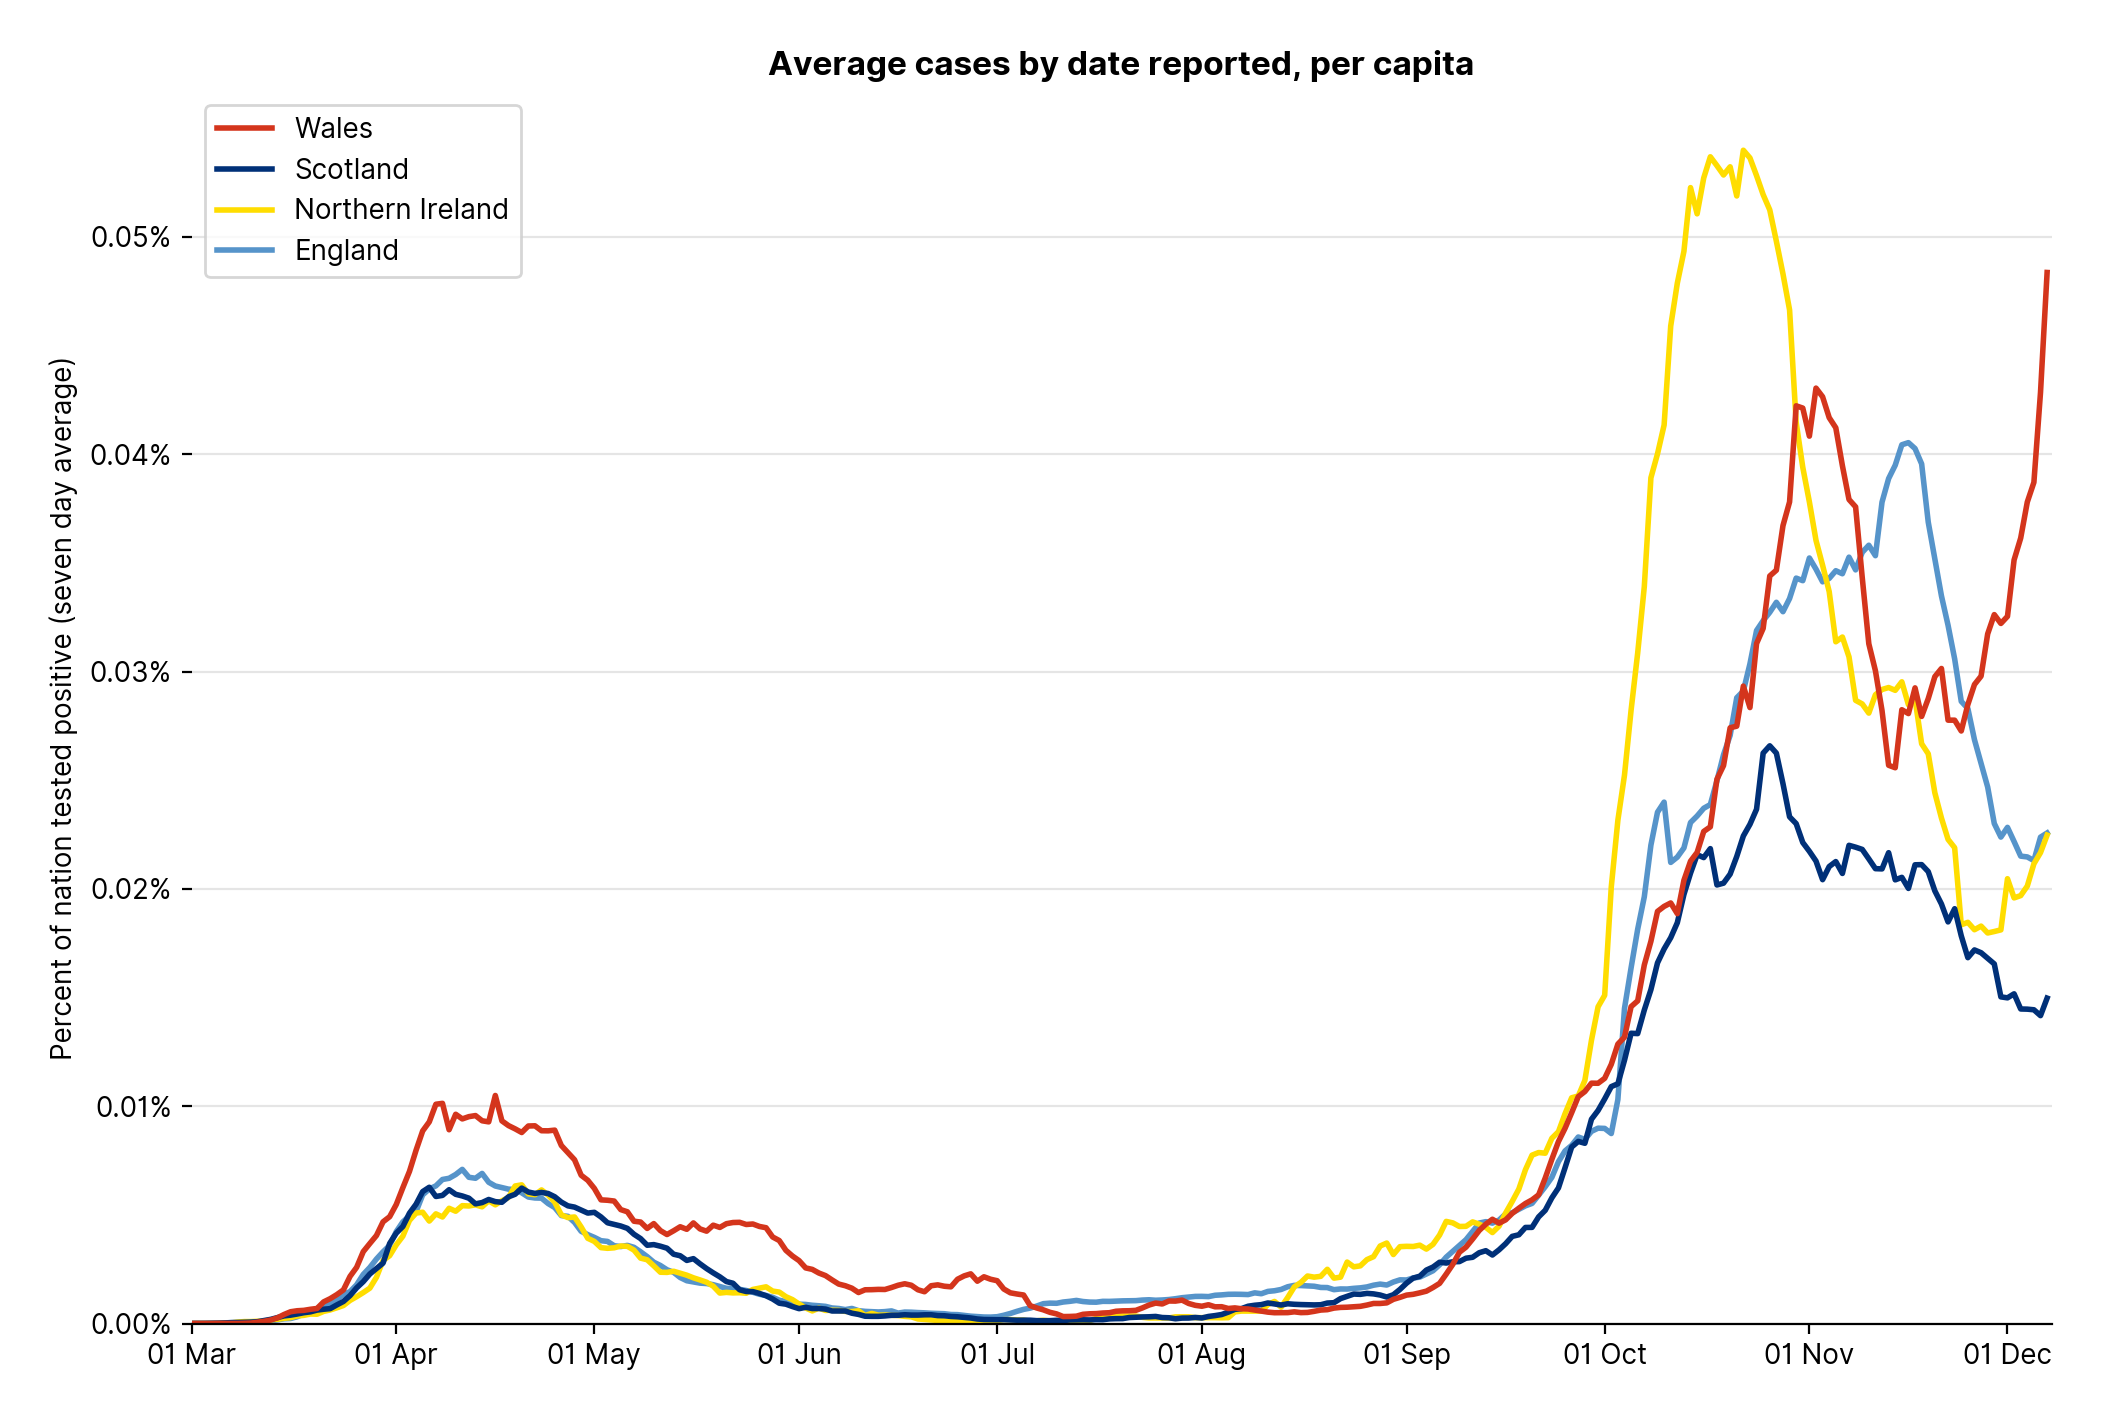 Average cases by date reported, per capita
Wales
Scotland
Northern Ireland
England
Percent of nation tested positive (seven day average)
0.05%
0.04%
0.03%
0.02%
0.01%
0.00%
01 Mar
01 Apr
01 May
01 Jun
01 Jul
01 Aug
01 Sep
01 Oct
01 Nov
01 Dec